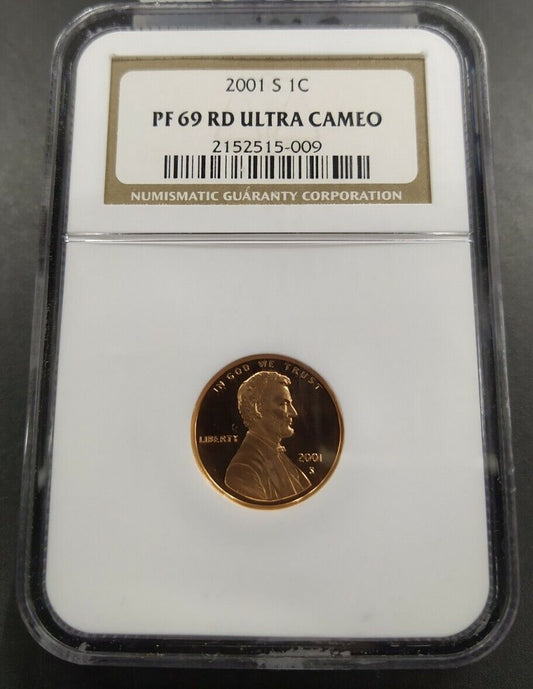 2001 S 1C
PF 69 RD ULTRA CAMEO
2152515-009
NUMISMATIC GUARANTY CORPORATION
IN GOD WE TRUST
LIBERTY
2001
S